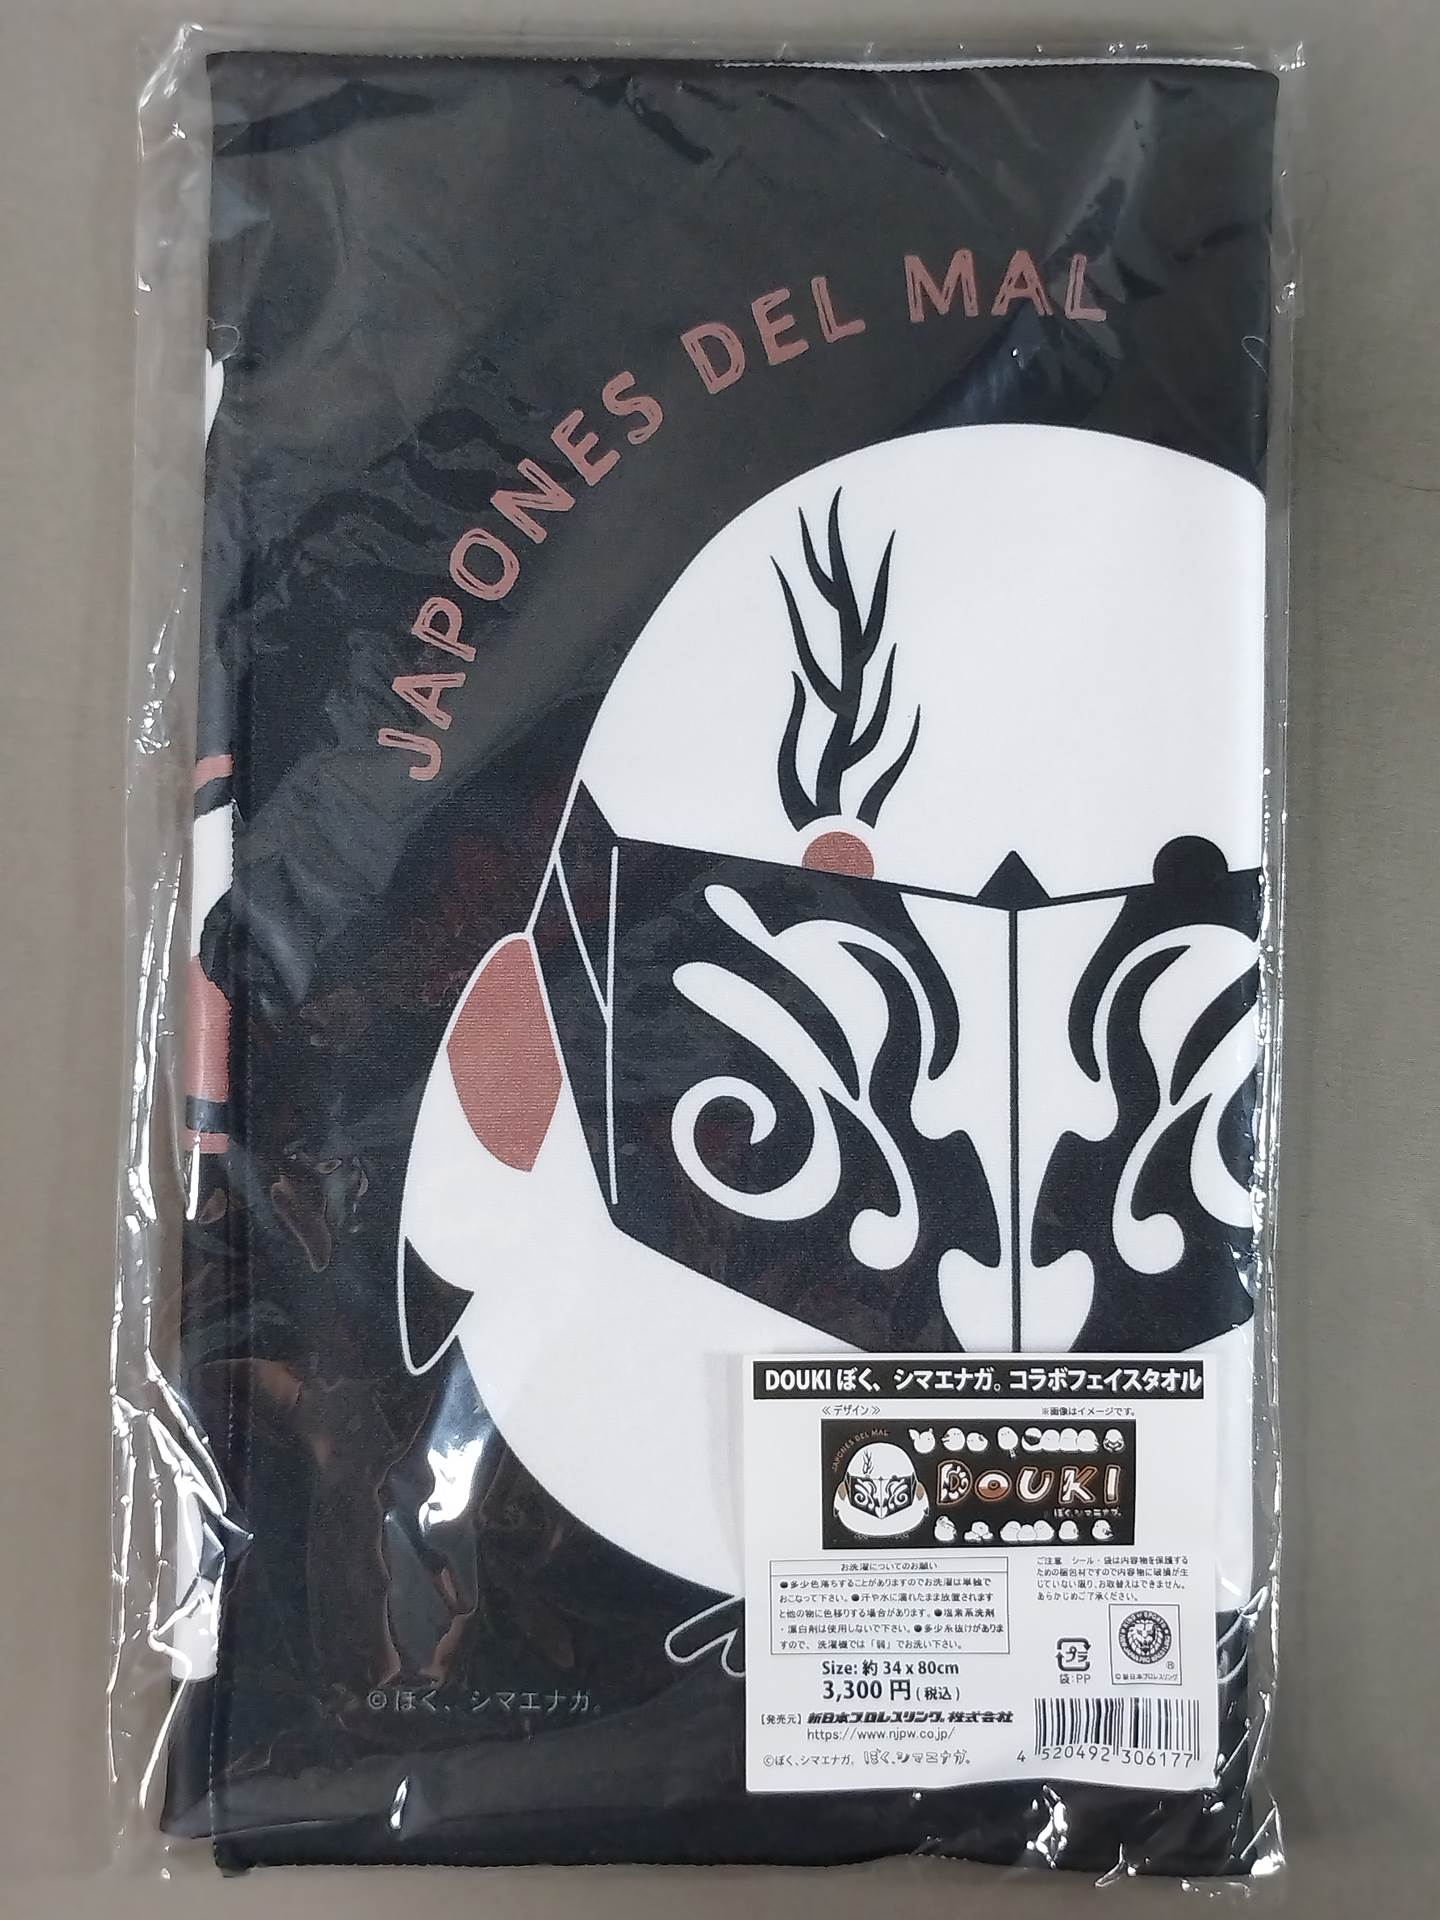 JAPONES DEL MAL
DOUKI ぼく、シマエナガ。コラボフェイスタオル
≪デザイン≫
※画像はイメージです。
JAPONES DEL MAL
DOUKI
ぼく、シマエナガ。
お洗濯についてのお願い
●多少色落ちすることがありますのでお洗濯は単独で
おこなって下さい。●汗や水に濡れたまま放置されます
と他の物に色移りする場合があります。●塩素系洗剤
・漂白剤は使用しないで下さい。●多少糸抜けがありま
すので、洗濯機では「弱」でお洗い下さい。
ご注意 シール・袋は内容物を保護する
ための梱包材ですので内容物に破損が生
じていない限り、お取替えはできません。
あらかじめご了承ください。
プラ
袋:PP
®
©新日本プロレスリング
Size: 約 34 x 80cm
3,300 円 (税込)
【発売元】新日本プロレスリング株式会社
https://www.njpw.co.jp/
©ぼく、シマエナガ。 ぼく、シマエナガ。
4 520492 306177
©ぼく、シマエナガ。